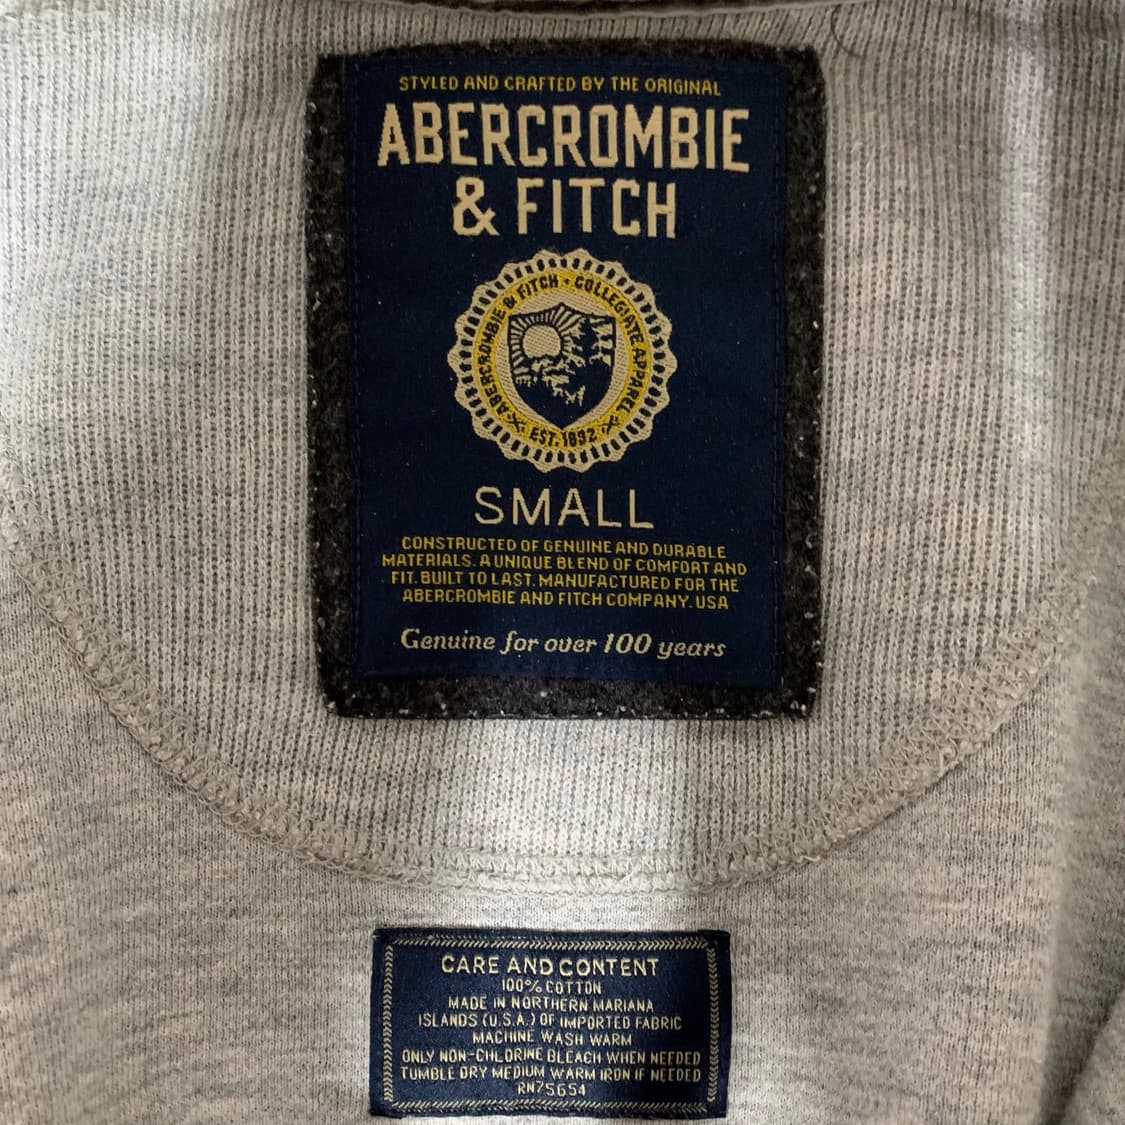 STYLED AND CRAFTED BY THE ORIGINAL
ABERCROMBIE
& FITCH
ABERCROMBIE & FITCH • COLLEGIATE APPAREL
EST. 1892
SMALL
CONSTRUCTED OF GENUINE AND DURABLE
MATERIALS. A UNIQUE BLEND OF COMFORT AND
FIT. BUILT TO LAST. MANUFACTURED FOR THE
ABERCROMBIE AND FITCH COMPANY. USA
Genuine for over 100 years
CARE AND CONTENT
100% COTTON
MADE IN NORTHERN MARIANA
ISLANDS (U.S.A.) OF IMPORTED FABRIC
MACHINE WASH WARM
ONLY NON-CHLORINE BLEACH WHEN NEEDED
TUMBLE DRY MEDIUM WARM IRON IF NEEDED
RN75654